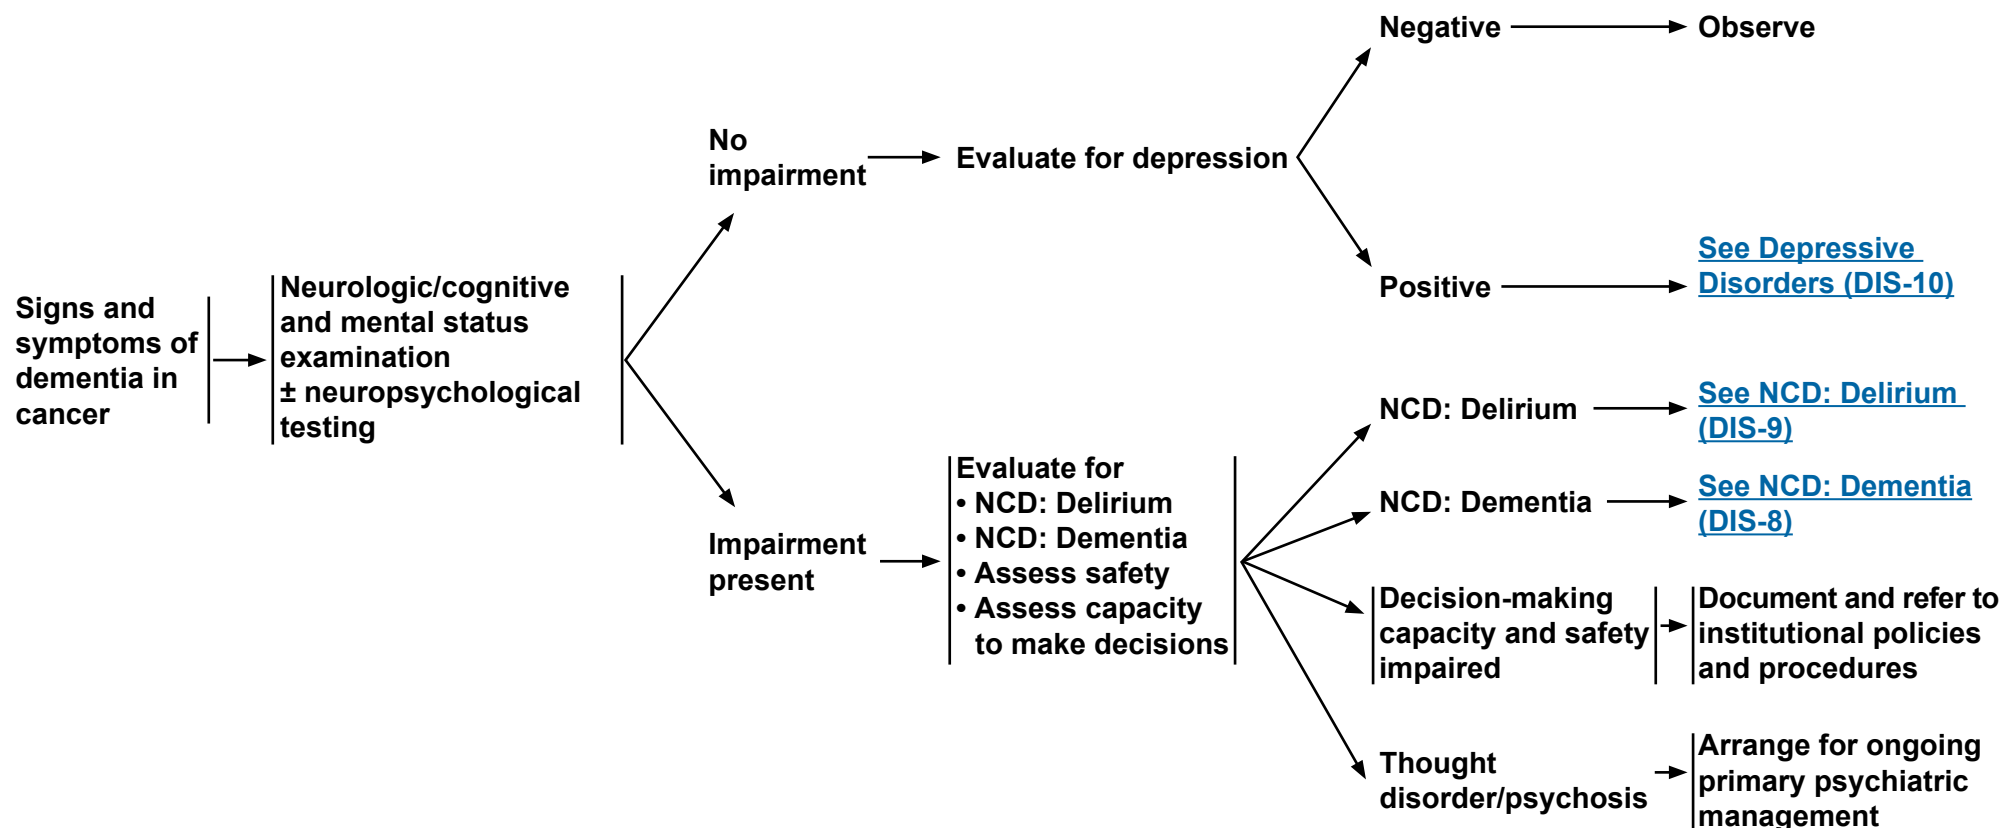 Signs and
symptoms of
dementia in
cancer
Neurologic/cognitive
and mental status
examination
± neuropsychological
testing
No
impairment
Evaluate for depression
Negative
Observe
Positive
See Depressive
Disorders (DIS-10)
Impairment
present
Evaluate for
• NCD: Delirium
• NCD: Dementia
• Assess safety
• Assess capacity
to make decisions
NCD: Delirium
See NCD: Delirium
(DIS-9)
NCD: Dementia
See NCD: Dementia
(DIS-8)
Decision-making
capacity and safety
impaired
Document and refer to
institutional policies
and procedures
Thought
disorder/psychosis
Arrange for ongoing
primary psychiatric
management